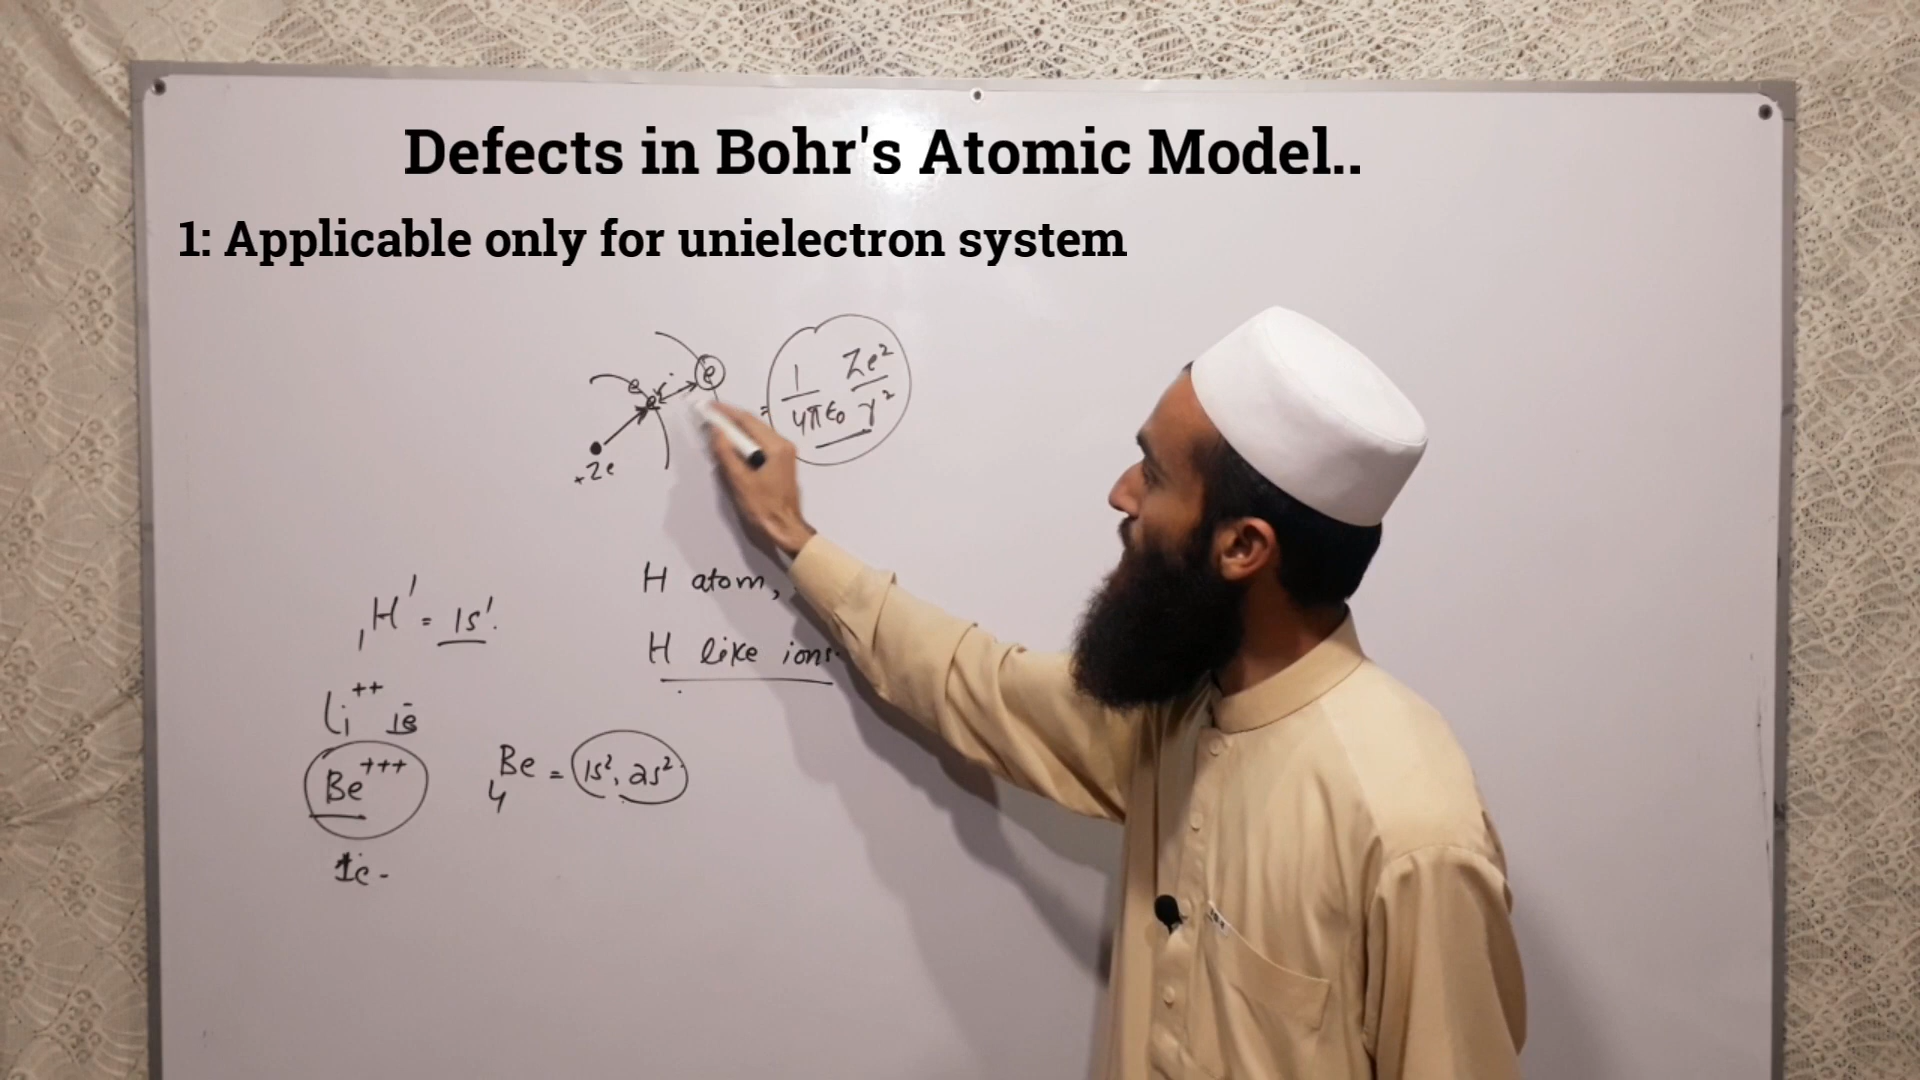 Defects in Bohr's Atomic Model..
1: Applicable only for unielectron system
e e r e
+Ze
= 1/4πε₀ Ze²/r²
H atom,
H like ions.
₁H¹ = 1s¹.
Li⁺⁺ 1ē
Be⁺⁺⁺
₄Be = 1s², 2s²
1e-